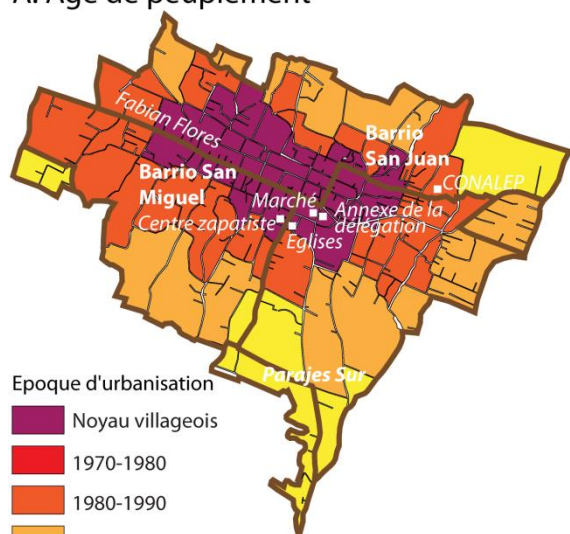 A. Age de peuplement
Fabian Flores
Barrio
San Juan
CONALEP
Barrio San
Miguel
Marché
Annexe de la
délégation
Centre zapatiste
Eglises
Parajes Sur
Epoque d'urbanisation
Noyau villageois
1970-1980
1980-1990